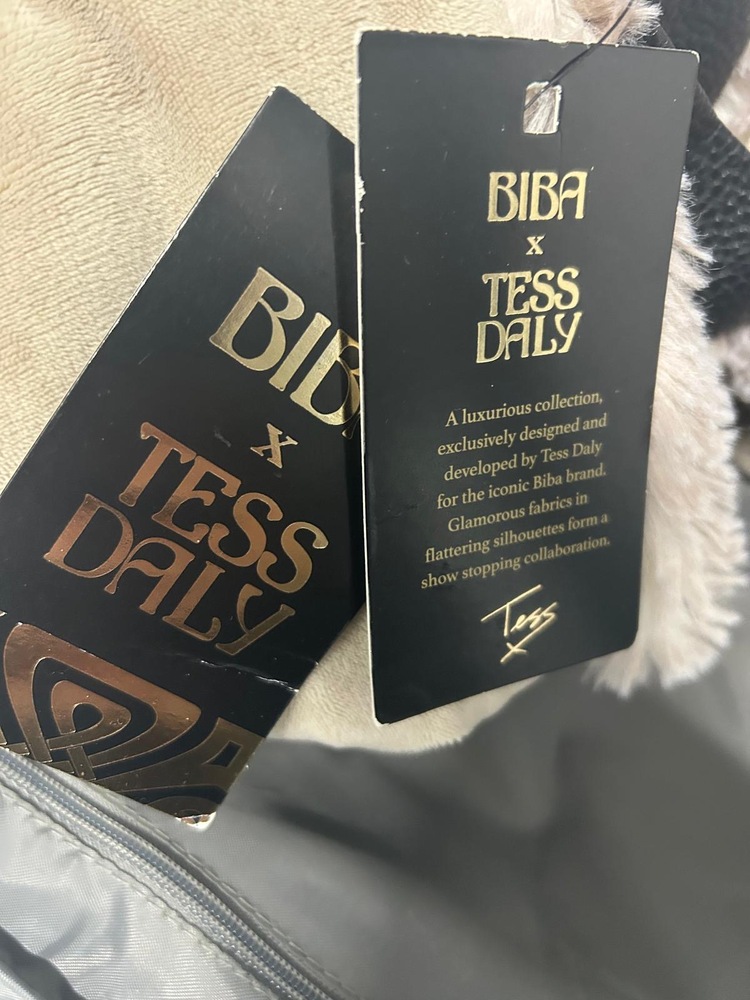 BIBA
x
TESS
DALY
BIBA
x
TESS
DALY
A luxurious collection,
exclusively designed and
developed by Tess Daly
for the iconic Biba brand.
Glamorous fabrics in
flattering silhouettes form a
show stopping collaboration.
Tess
x